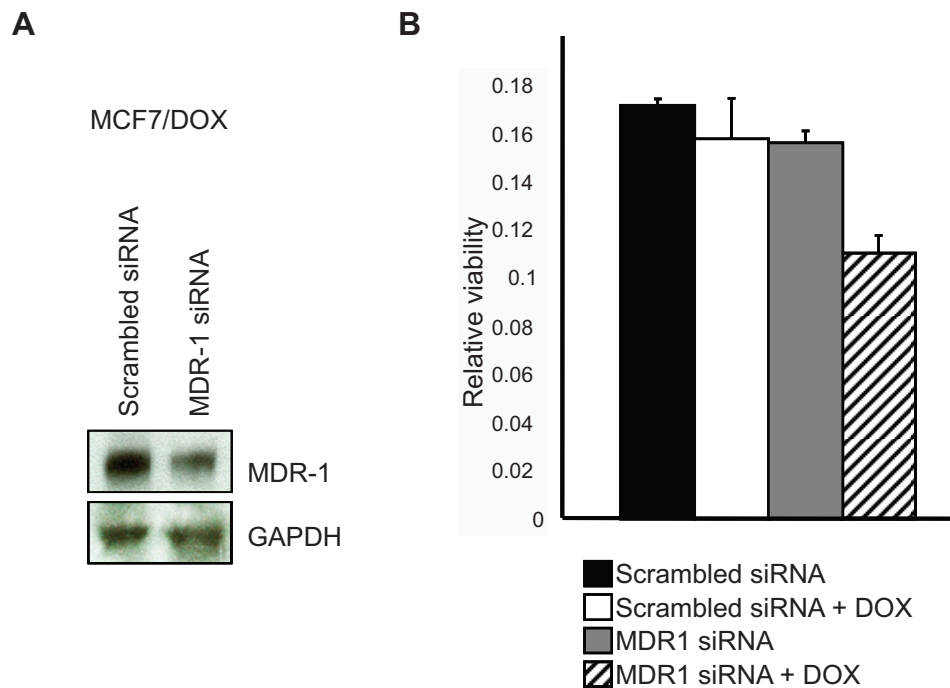 A
MCF7/DOX
Scrambled siRNA
MDR-1 siRNA
MDR-1
GAPDH
B
Relative viability
0.18
0.16
0.14
0.12
0.1
0.08
0.06
0.04
0.02
0
Scrambled siRNA
Scrambled siRNA + DOX
MDR1 siRNA
MDR1 siRNA + DOX